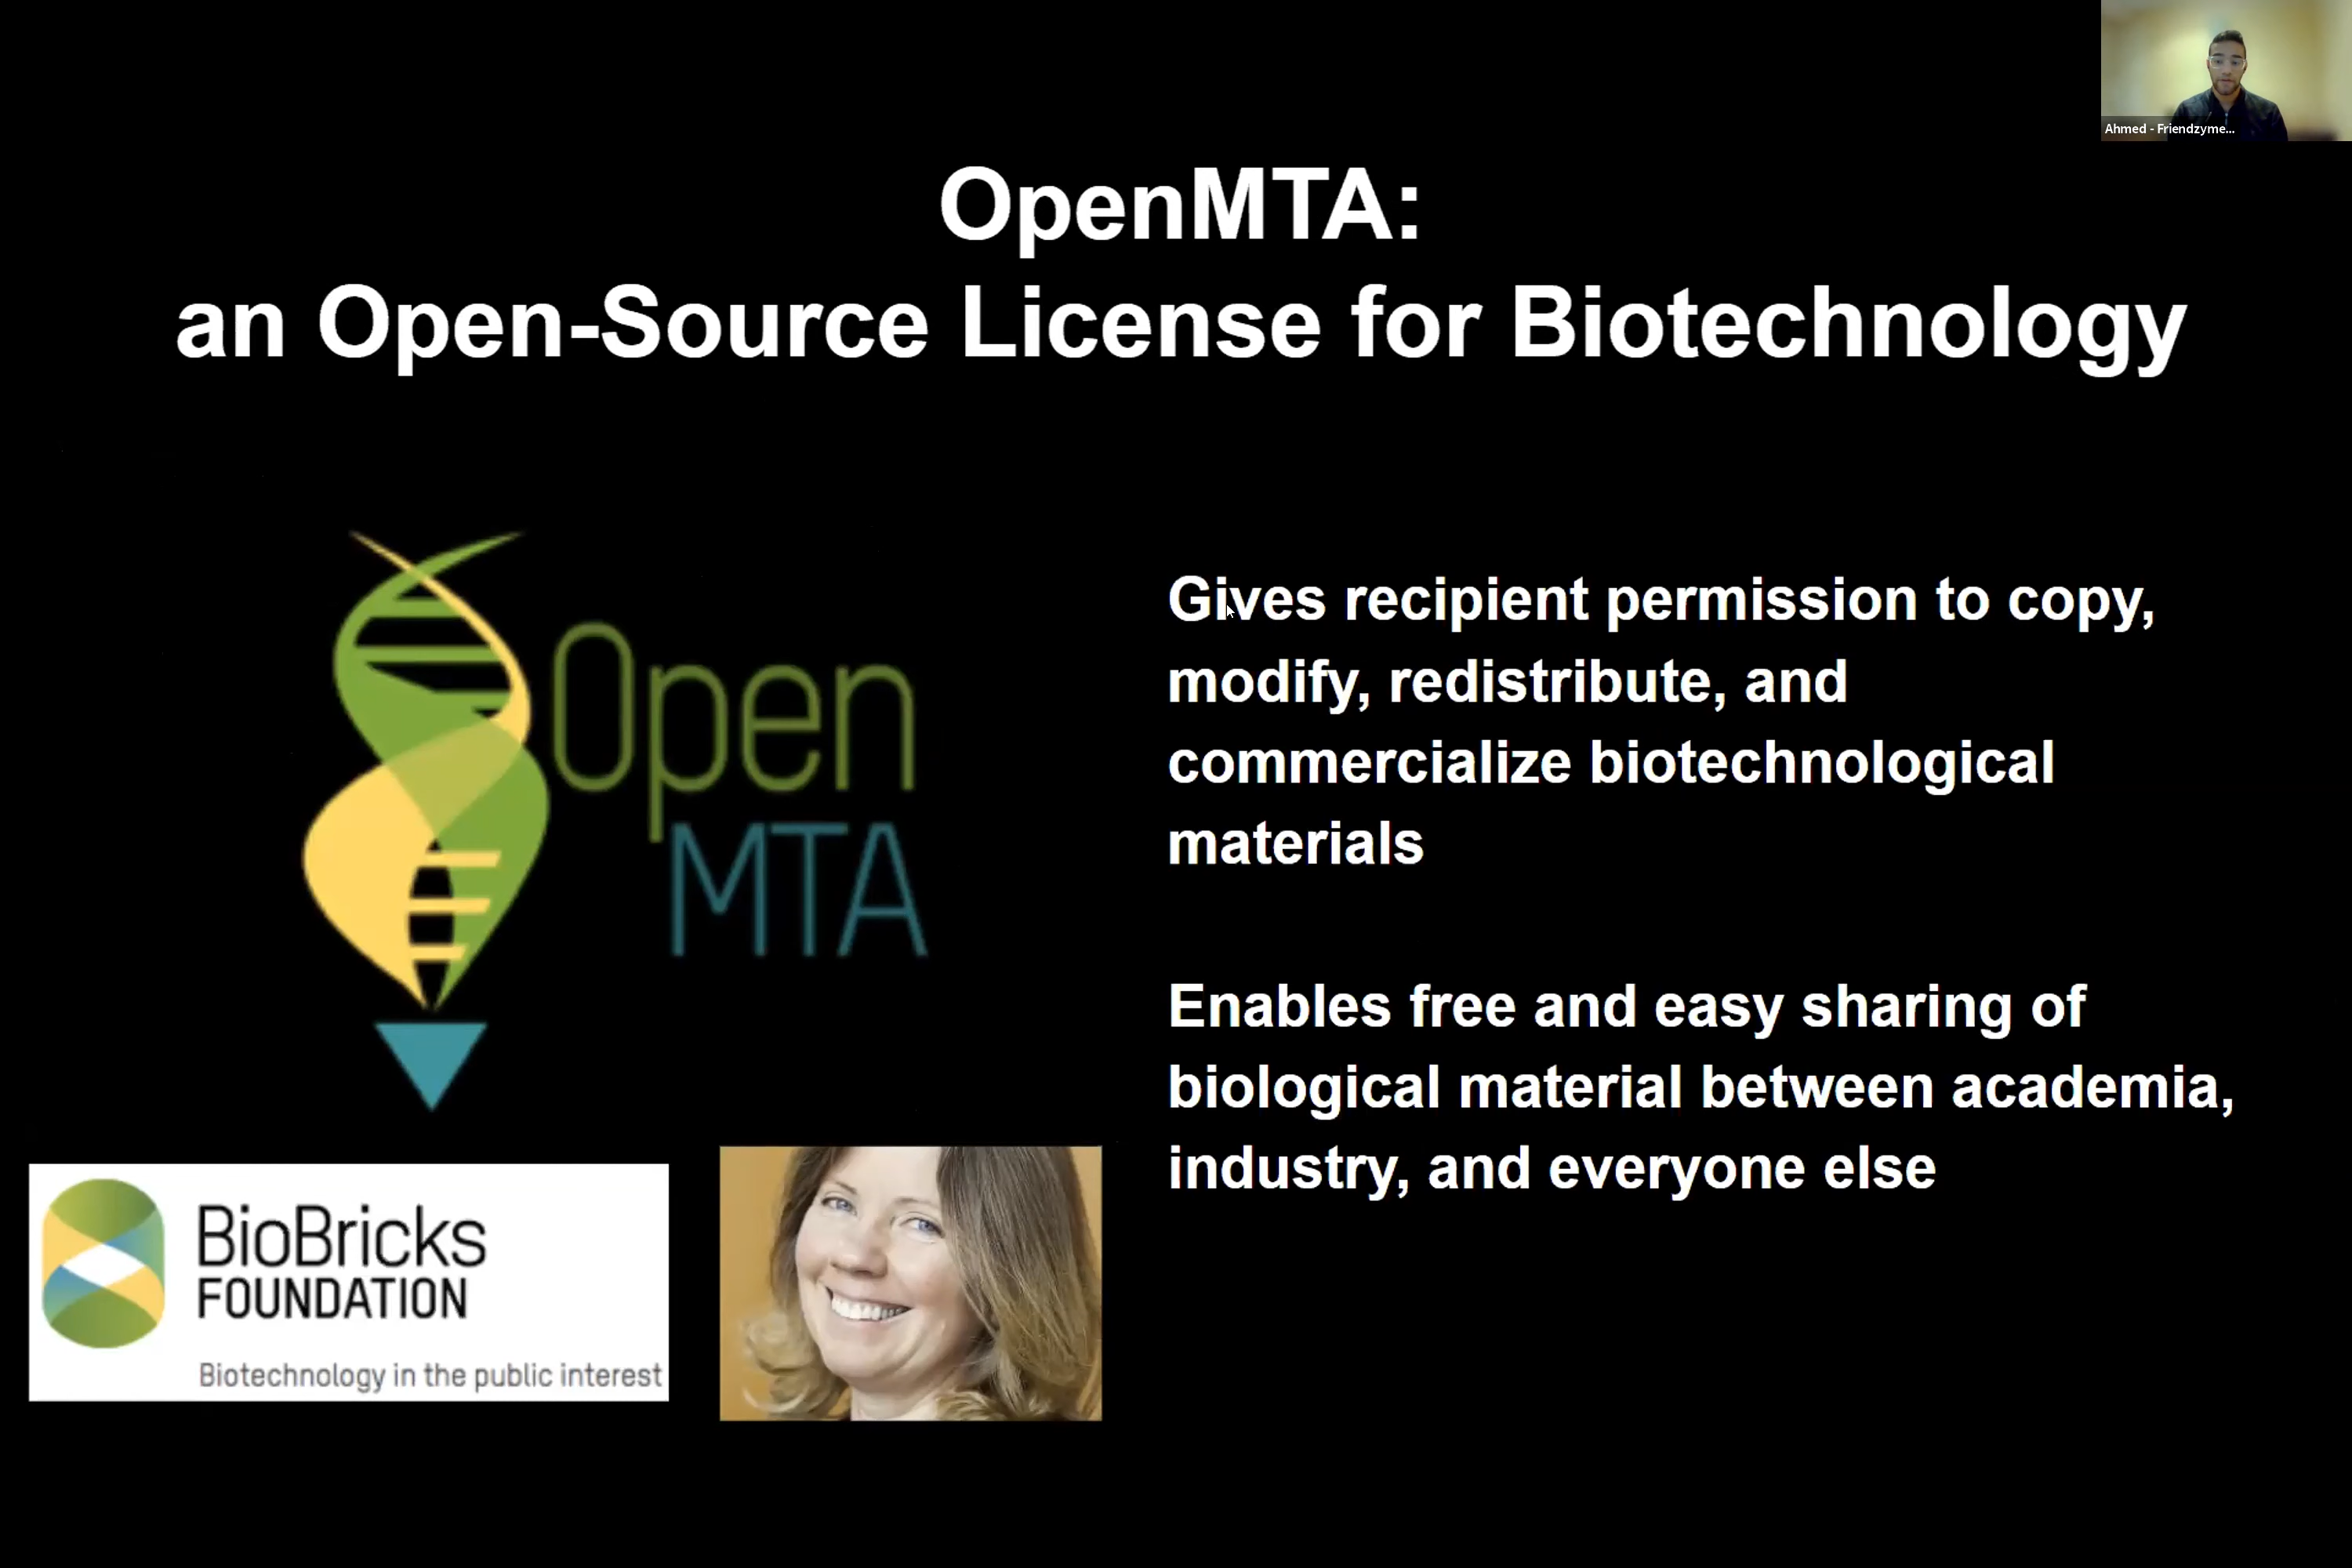 Ahmed - Friendzyme...
OpenMTA:
an Open-Source License for Biotechnology
Open
MTA
Gives recipient permission to copy,
modify, redistribute, and
commercialize biotechnological
materials
Enables free and easy sharing of
biological material between academia,
industry, and everyone else
BioBricks
FOUNDATION
Biotechnology in the public interest